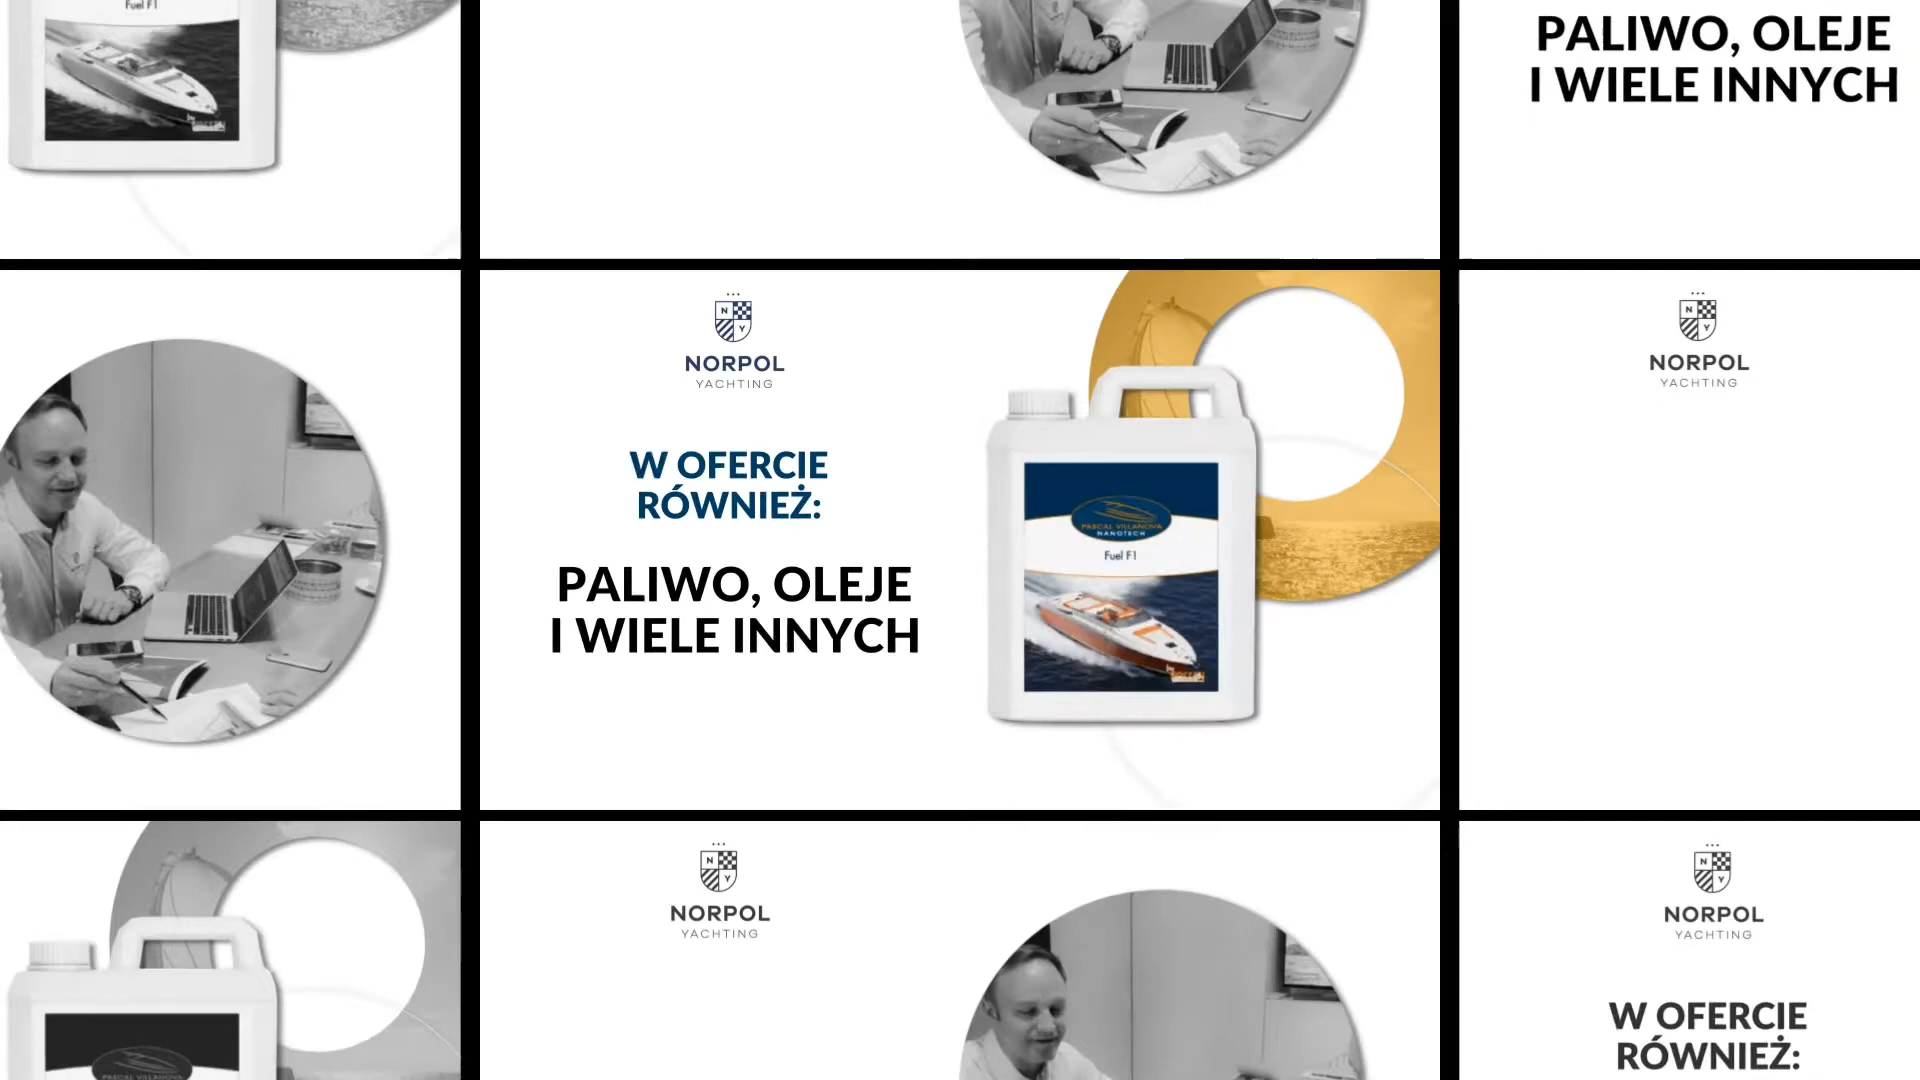 Fuel F1
PALIWO, OLEJE
I WIELE INNYCH
N
Y
NORPOL
YACHTING
W OFERCIE
RÓWNIEŻ:
PALIWO, OLEJE
I WIELE INNYCH
PASCAL VILLANOVA
NANOTECH
Fuel F1
N
Y
NORPOL
YACHTING
N
Y
NORPOL
YACHTING
N
Y
NORPOL
YACHTING
W OFERCIE
RÓWNIEŻ: